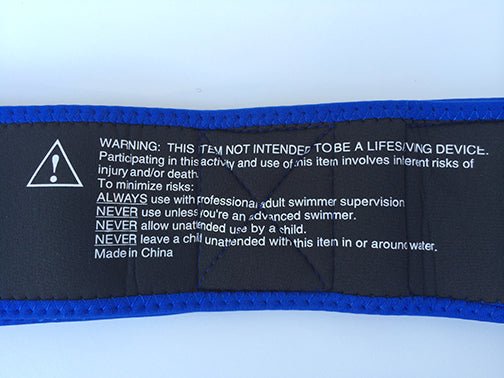 WARNING: THIS ITEM NOT INTENDED TO BE A LIFESAVING DEVICE.
Participating in this activity and use of this item involves inherent risks of
injury and/or death.
To minimize risks:
ALWAYS use with professional adult swimmer supervision
NEVER use unless you're an advanced swimmer.
NEVER allow unattended use by a child.
NEVER leave a child unattended with this item in or around water.
Made in China